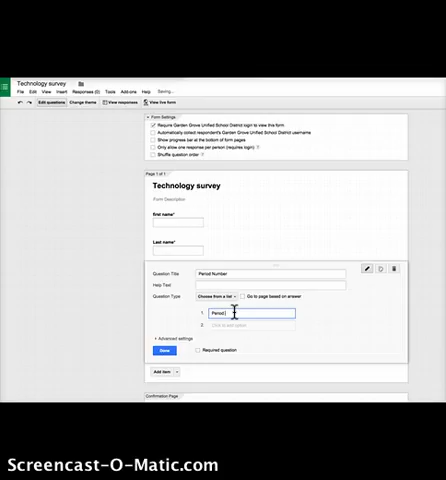 Technology survey
File Edit View Insert Responses (0) Tools Add-ons Help Saving...
Edit questions Change theme View responses View live form
Form Settings
Require Garden Grove Unified School District login to view this form
Automatically collect respondent's Garden Grove Unified School District username
Show progress bar at the bottom of form pages
Only allow one response per person (requires login) ?
Shuffle question order ?
Page 1 of 1
Technology survey
Form Description
first name*
Last name*
Question Title Period Number
Help Text
Question Type Choose from a list Go to page based on answer
1. Period
2. Click to add option
Advanced settings
Done Required question
Add item
Confirmation Page
Screencast-O-Matic.com